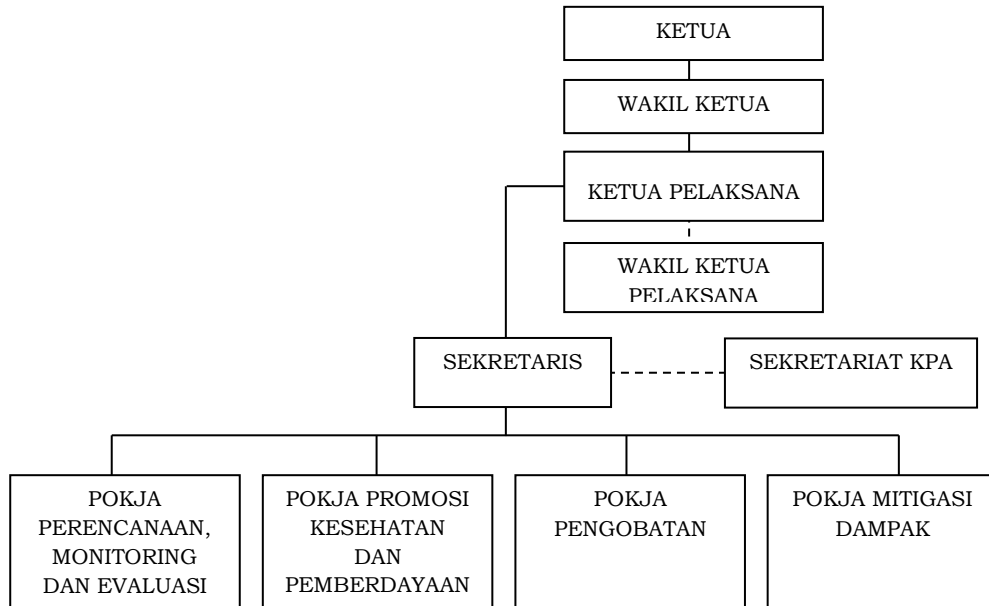 KETUA
WAKIL KETUA
KETUA PELAKSANA
WAKIL KETUA
PELAKSANA
SEKRETARIS
SEKRETARIAT KPA
POKJA
PERENCANAAN,
MONITORING
DAN EVALUASI
POKJA PROMOSI
KESEHATAN
DAN
PEMBERDAYAAN
POKJA
PENGOBATAN
POKJA MITIGASI
DAMPAK